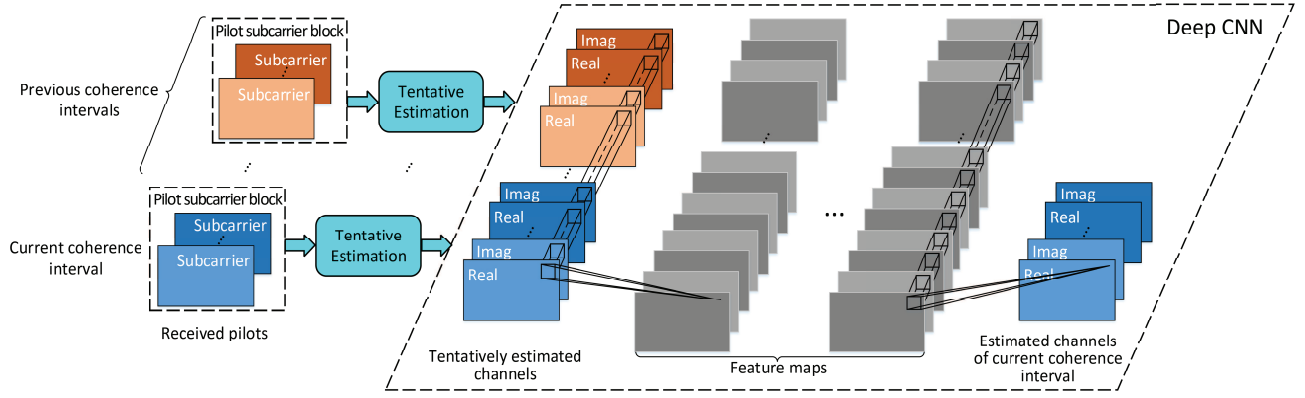 Deep CNN
Pilot subcarrier block
Subcarrier
Subcarrier
Previous coherence
intervals
Tentative
Estimation
Imag
Real
Imag
Real
Pilot subcarrier block
Subcarrier
Subcarrier
Current coherence
interval
Tentative
Estimation
Imag
Real
Imag
Real
Imag
Real
Imag
Real
Received pilots
Tentatively estimated
channels
Feature maps
Estimated channels
of current coherence
interval